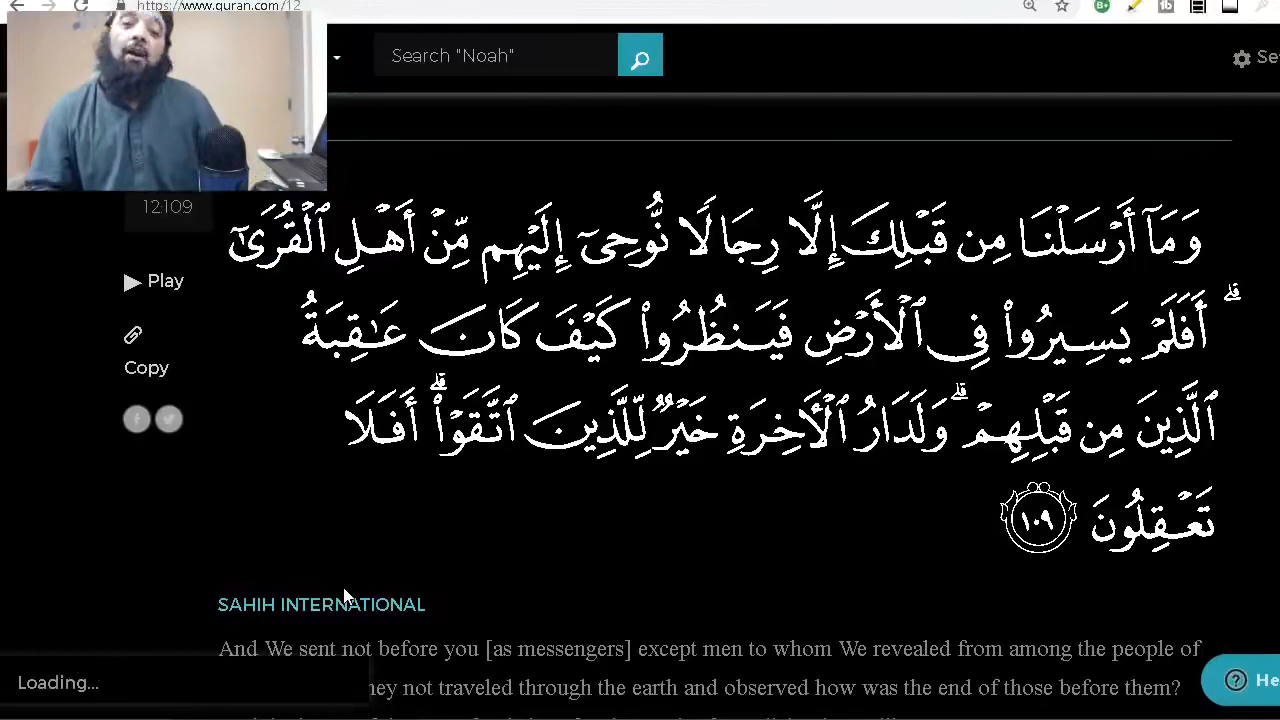 https://www.quran.com/12
Search "Noah"
Se
12:109
Play
Copy
وَمَآ أَرْسَلْنَا مِن قَبْلِكَ إِلَّا رِجَالًا نُّوحِىٓ إِلَيْهِم مِّنْ أَهْلِ ٱلْقُرَىٰٓ
ۗ أَفَلَمْ يَسِيرُوا۟ فِى ٱلْأَرْضِ فَيَنظُرُوا۟ كَيْفَ كَانَ عَـٰقِبَةُ
ٱلَّذِينَ مِن قَبْلِهِمْ ۗ وَلَدَارُ ٱلْـَٔاخِرَةِ خَيْرٌ لِّلَّذِينَ ٱتَّقَوْا۟ ۗ أَفَلَا
تَعْقِلُونَ ١٠٩
SAHIH INTERNATIONAL
And We sent not before you [as messengers] except men to whom We revealed from among the people of
hey not traveled through the earth and observed how was the end of those before them?
Loading...
He